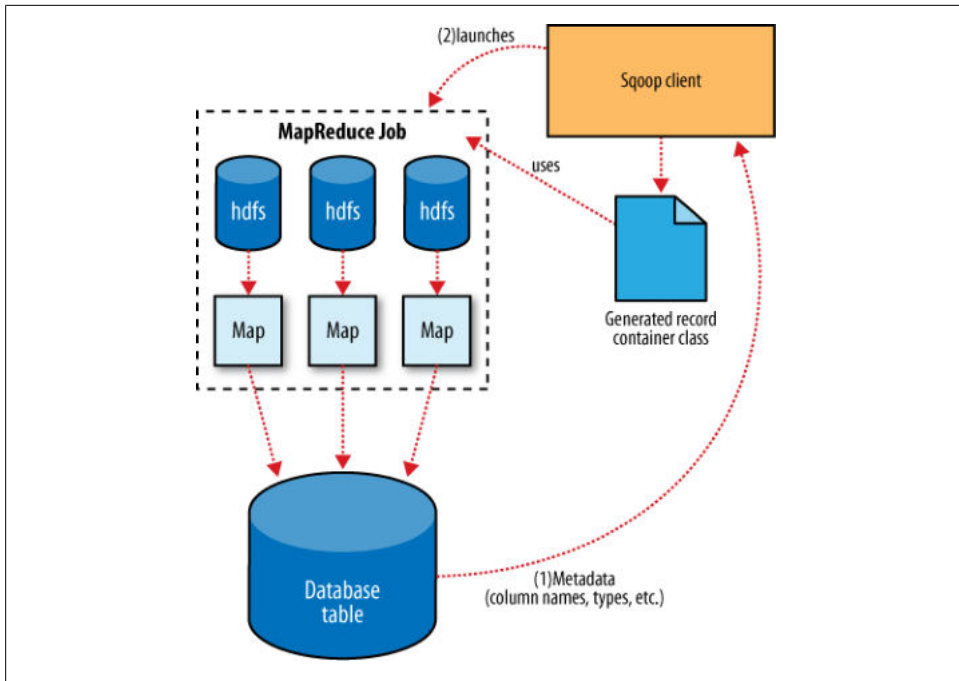 (2)launches
Sqoop client
MapReduce Job
uses
hdfs
hdfs
hdfs
Map
Map
Map
Generated record
container class
Database
table
(1)Metadata
(column names, types, etc.)